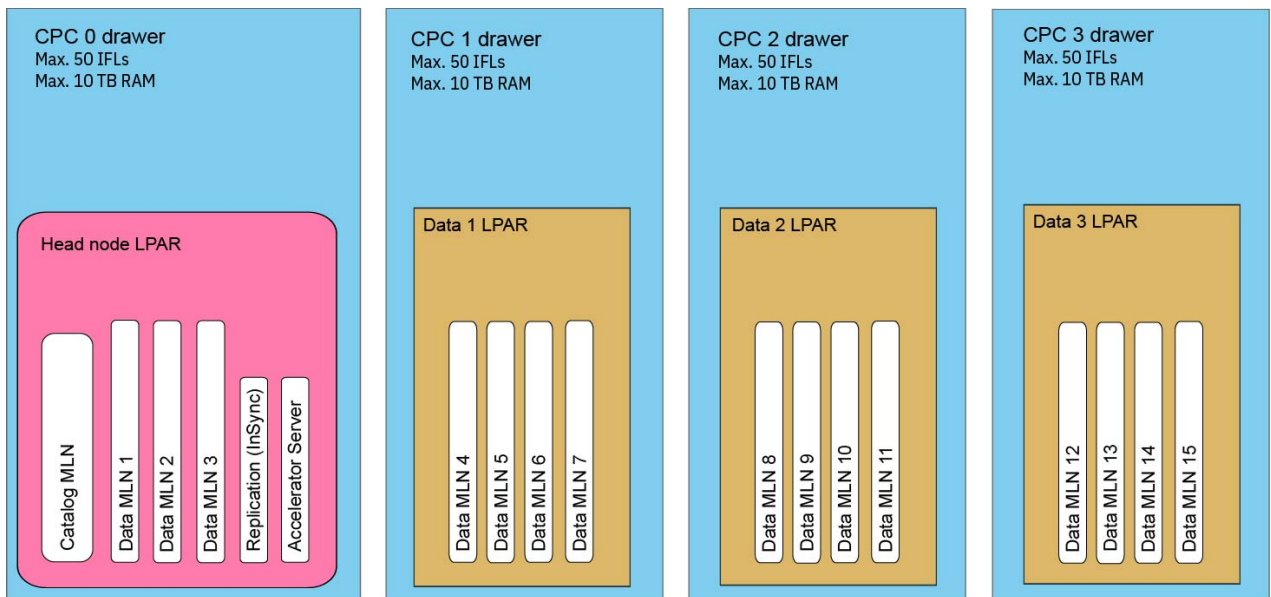 CPC 0 drawer
Max. 50 IFLs
Max. 10 TB RAM
Head node LPAR
Catalog MLN
Data MLN 1
Data MLN 2
Data MLN 3
Replication (InSync)
Accelerator Server
CPC 1 drawer
Max. 50 IFLs
Max. 10 TB RAM
Data 1 LPAR
Data MLN 4
Data MLN 5
Data MLN 6
Data MLN 7
CPC 2 drawer
Max. 50 IFLs
Max. 10 TB RAM
Data 2 LPAR
Data MLN 8
Data MLN 9
Data MLN 10
Data MLN 11
CPC 3 drawer
Max. 50 IFLs
Max. 10 TB RAM
Data 3 LPAR
Data MLN 12
Data MLN 13
Data MLN 14
Data MLN 15